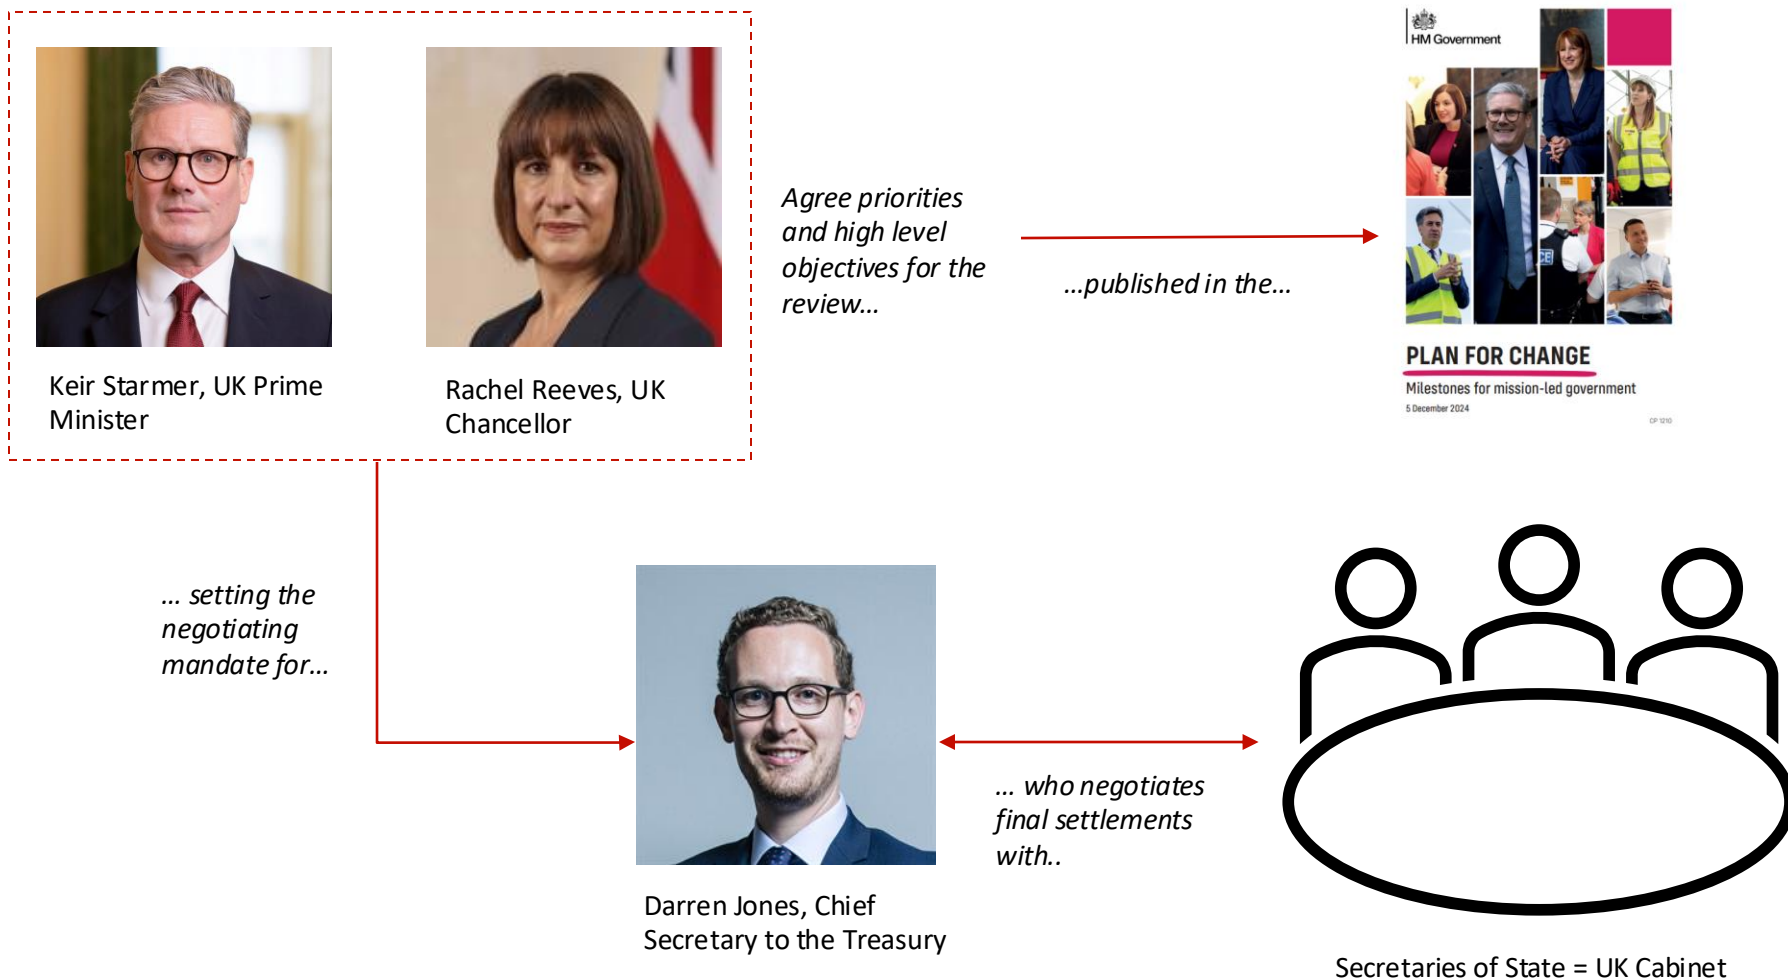 HM Government
Agree priorities
and high level
objectives for the
review...
...published in the...
PLAN FOR CHANGE
Milestones for mission-led government
5 December 2024
CP 1210
Keir Starmer, UK Prime
Minister
Rachel Reeves, UK
Chancellor
... setting the
negotiating
mandate for...
... who negotiates
final settlements
with..
Darren Jones, Chief
Secretary to the Treasury
Secretaries of State = UK Cabinet